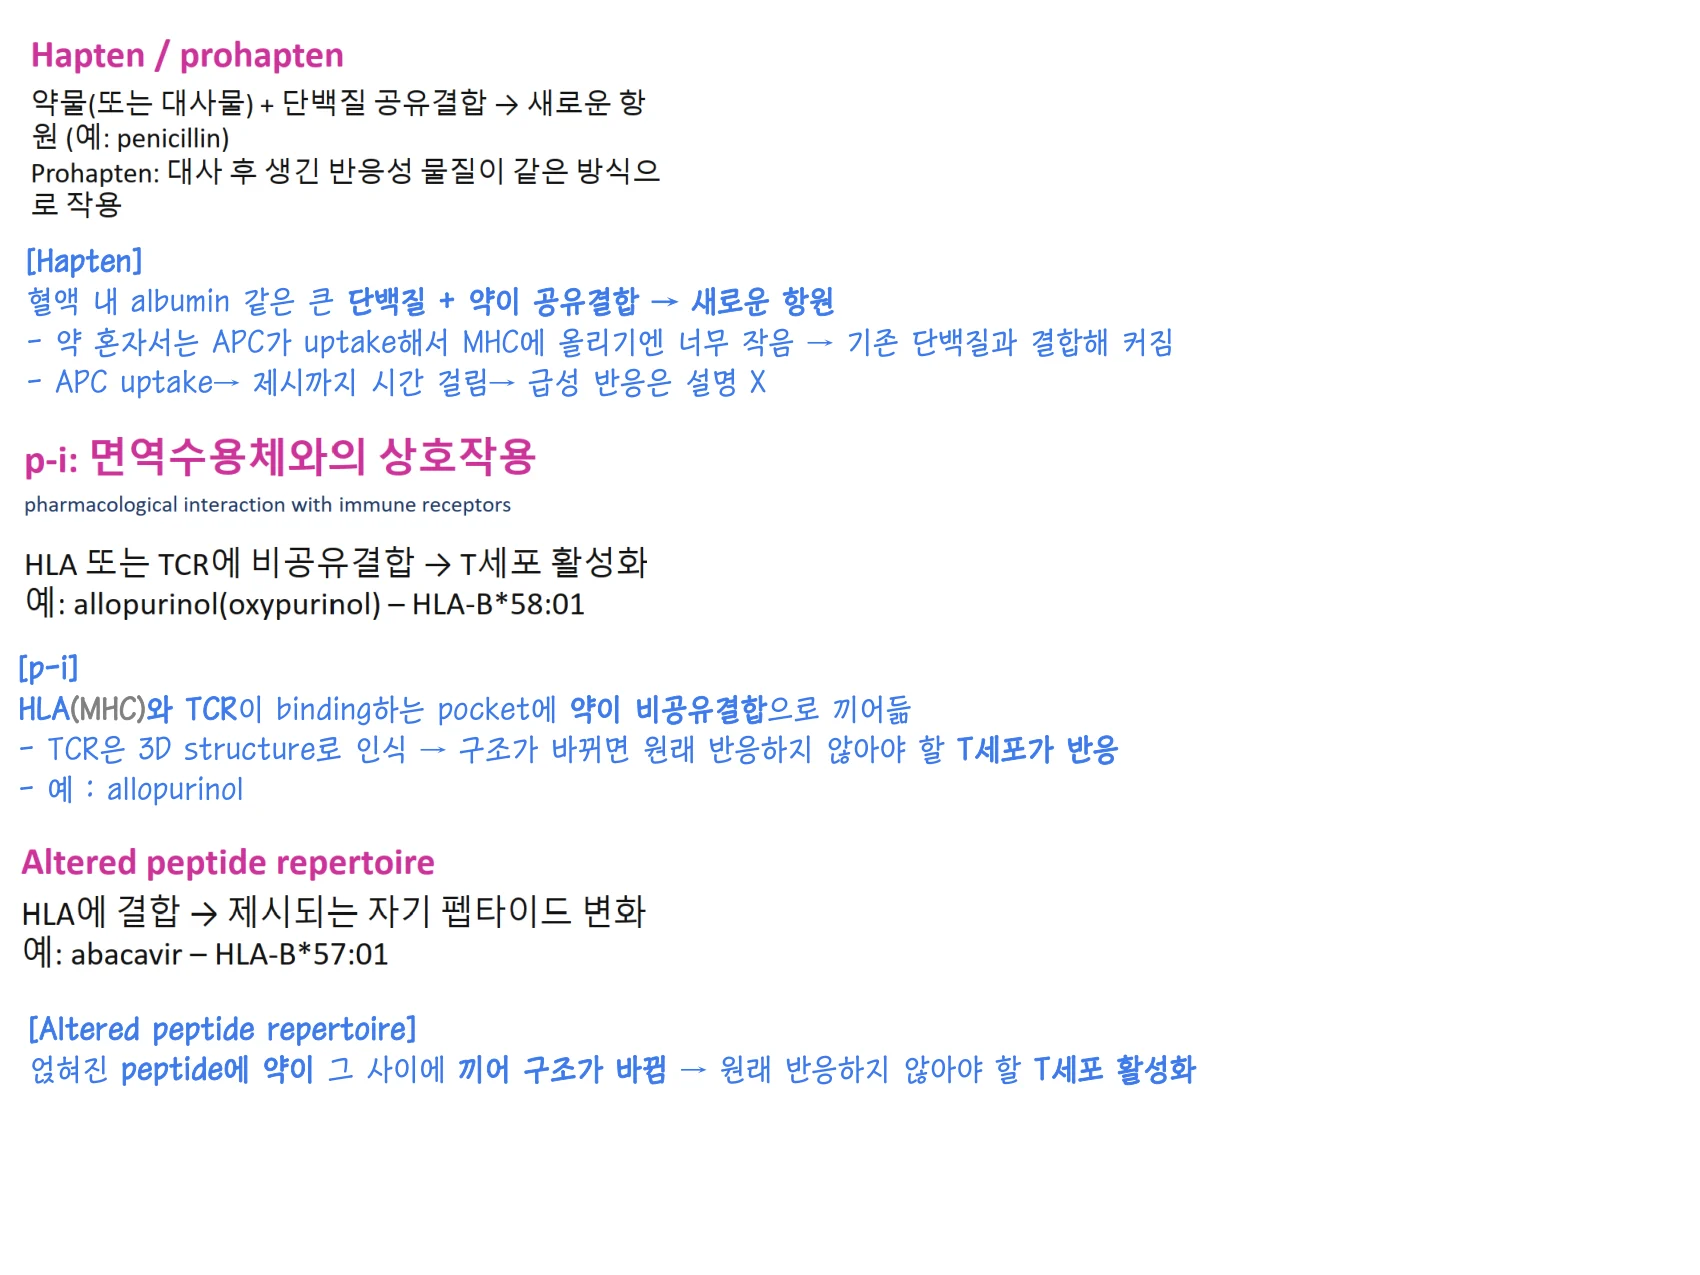 Hapten / prohapten
약물(또는 대사물) + 단백질 공유결합 → 새로운 항
원 (예: penicillin)
Prohapten: 대사 후 생긴 반응성 물질이 같은 방식으
로 작용
[Hapten]
혈액 내 albumin 같은 큰 단백질 + 약이 공유결합 → 새로운 항원
- 약 혼자서는 APC가 uptake해서 MHC에 올리기엔 너무 작음 → 기존 단백질과 결합해 커짐
- APC uptake→ 제시까지 시간 걸림→ 급성 반응은 설명 X
p-i: 면역수용체와의 상호작용
pharmacological interaction with immune receptors
HLA 또는 TCR에 비공유결합 → T세포 활성화
예: allopurinol(oxypurinol) – HLA-B*58:01
[p-i]
HLA(MHC)와 TCR이 binding하는 pocket에 약이 비공유결합으로 끼어듦
- TCR은 3D structure로 인식 → 구조가 바뀌면 원래 반응하지 않아야 할 T세포가 반응
- 예 : allopurinol
Altered peptide repertoire
HLA에 결합 → 제시되는 자기 펩타이드 변화
예: abacavir – HLA-B*57:01
[Altered peptide repertoire]
얹혀진 peptide에 약이 그 사이에 끼어 구조가 바뀜 → 원래 반응하지 않아야 할 T세포 활성화